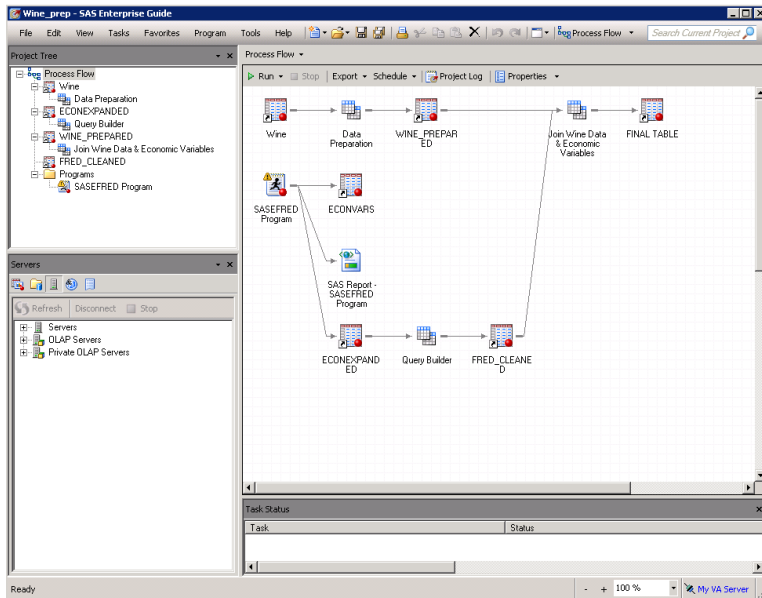 Wine_prep - SAS Enterprise Guide
File Edit View Tasks Favorites Program Tools Help Process Flow Search Current Project
Project Tree
Process Flow
Wine
Data Preparation
ECONEXPANDED
Query Builder
WINE_PREPARED
Join Wine Data & Economic Variables
FRED_CLEANED
Programs
SASEFRED Program
Servers
Refresh Disconnect Stop
Servers
OLAP Servers
Private OLAP Servers
Process Flow
Run Stop Export Schedule Project Log Properties
Wine
Data
Preparation
WINE_PREPAR
ED
Join Wine Data
& Economic
Variables
FINAL TABLE
SASEFRED
Program
ECONVARS
SAS Report -
SASEFRED
Program
ECONEXPAND
ED
Query Builder
FRED_CLEANE
D
Task Status
Task Status
Ready
- + 100 % My VA Server